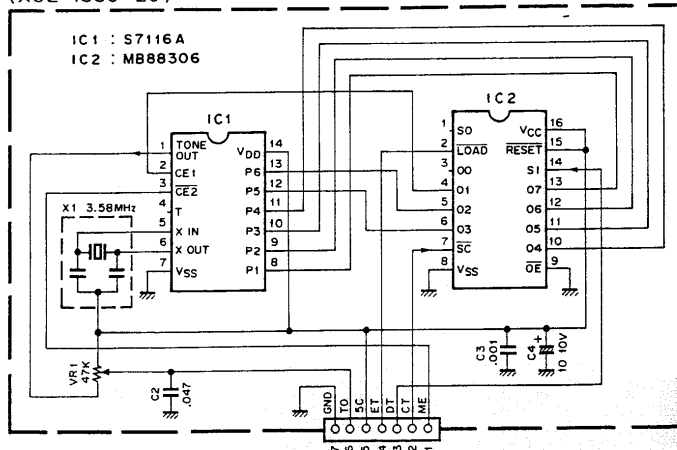 IC1 : S7116A
IC2 : MB88306
IC1
1 TONE OUT
2 CE1
3 CE2
4 T
5 X IN
6 X OUT
7 VSS
VDD 14
P6 13
P5 12
P4 11
P3 10
P2 9
P1 8
X1 3.58MHz
IC2
1 SO
2 LOAD
3 O0
4 O1
5 O2
6 O3
7 SC
8 VSS
VCC 16
RESET 15
SI 14
O7 13
O6 12
O5 11
O4 10
OE 9
VR1
47K
C2
.047
C3
.001
C4 +
10 10V
GND
TO
5C
ET
DT
CT
ME
7 6 5 4 3 2 1